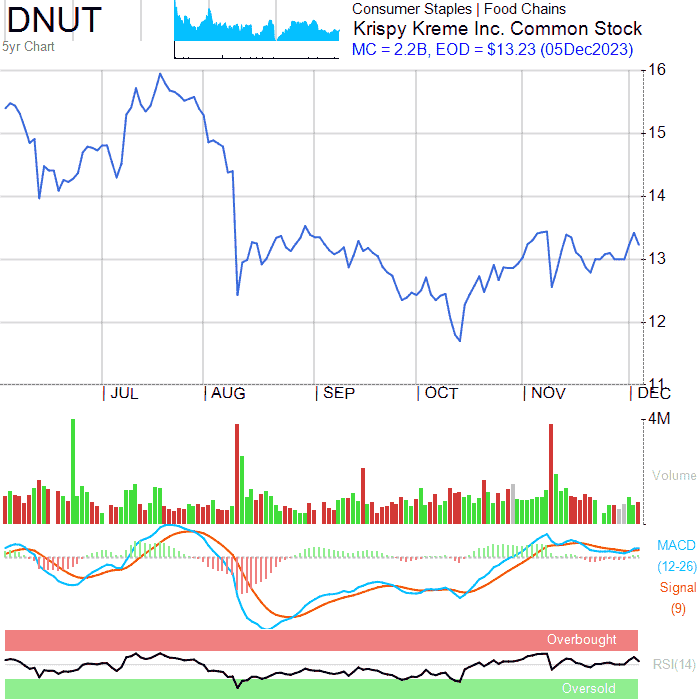 DNUT
5yr Chart
Consumer Staples | Food Chains
Krispy Kreme Inc. Common Stock
MC = 2.2B, EOD = $13.23 (05Dec2023)
16
15
14
13
12
11
JUL AUG SEP OCT NOV DEC
4M
Volume
MACD
(12-26)
Signal
(9)
Overbought
RSI(14)
Oversold